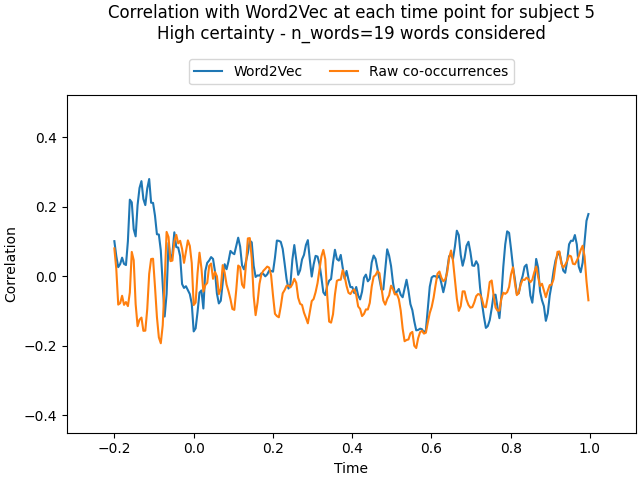 Correlation with Word2Vec at each time point for subject 5
High certainty - n_words=19 words considered
Word2Vec
Raw co-occurrences
Correlation
0.4
0.2
0.0
−0.2
−0.4
−0.2
0.0
0.2
0.4
0.6
0.8
1.0
Time